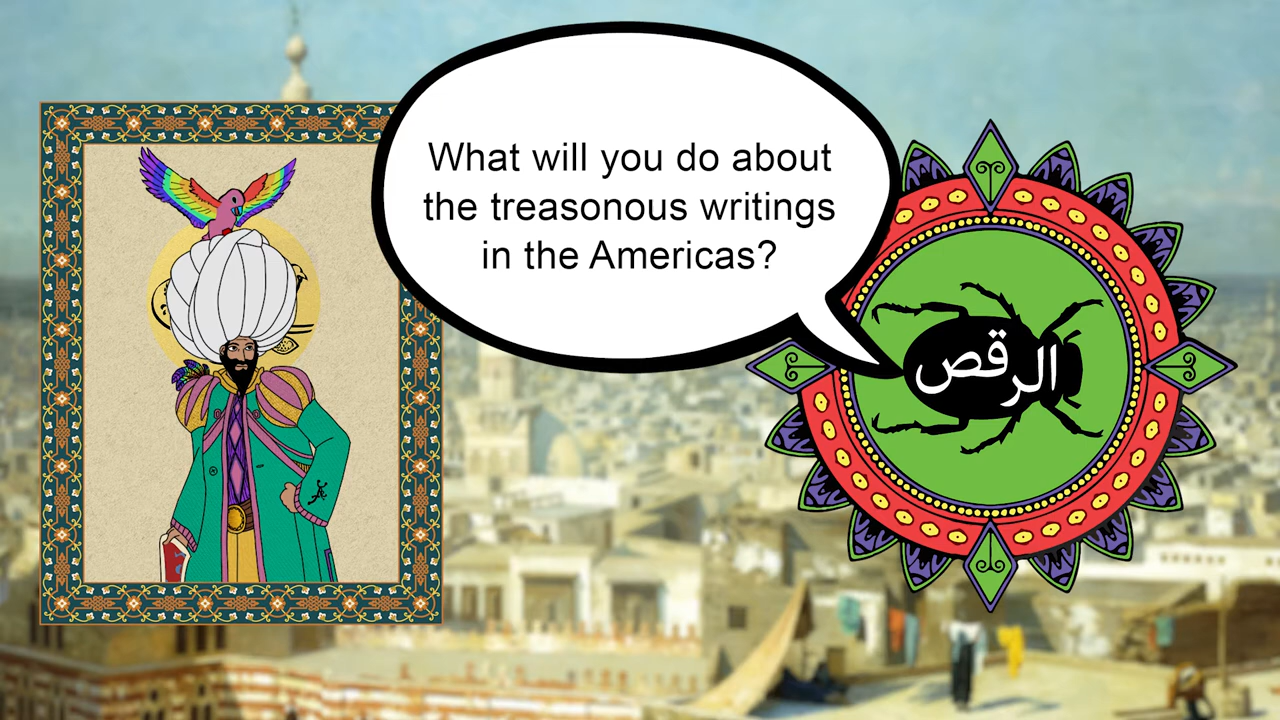 What will you do about
the treasonous writings
in the Americas?
الرقص